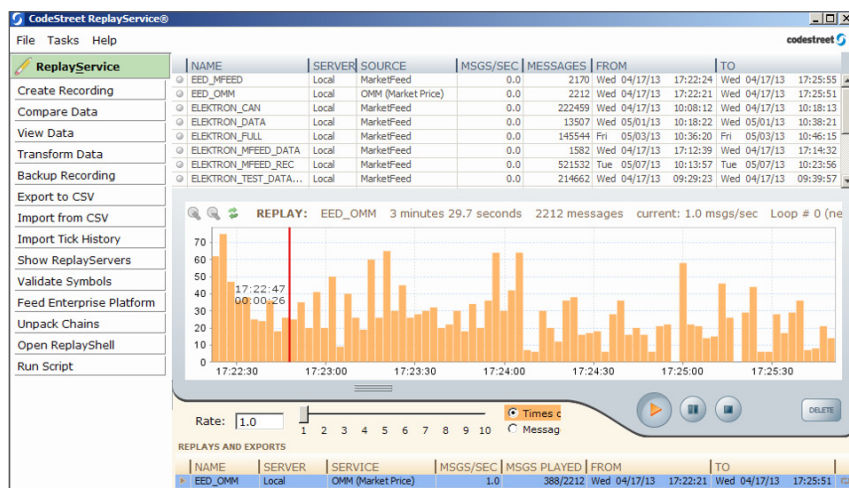 CodeStreet ReplayService®
File Tasks Help
codestreet
ReplayService
Create Recording
Compare Data
View Data
Transform Data
Backup Recording
Export to CSV
Import from CSV
Import Tick History
Show ReplayServers
Validate Symbols
Feed Enterprise Platform
Unpack Chains
Open ReplayShell
Run Script
NAME SERVER SOURCE MSGS/SEC MESSAGES FROM TO
EED_MFEED Local MarketFeed 0.0 2170 Wed 04/17/13 17:22:24 Wed 04/17/13 17:25:55
EED_OMM Local OMM (Market Price) 0.0 2212 Wed 04/17/13 17:22:21 Wed 04/17/13 17:25:51
ELEKTRON_CAN Local MarketFeed 0.0 222459 Wed 04/17/13 10:08:12 Wed 04/17/13 10:18:13
ELEKTRON_DATA Local MarketFeed 0.0 13507 Wed 05/01/13 10:18:22 Wed 05/01/13 10:38:21
ELEKTRON_FULL Local MarketFeed 0.0 145544 Fri 05/03/13 10:36:20 Fri 05/03/13 10:46:15
ELEKTRON_MFEED_DATA Local MarketFeed 0.0 1582 Wed 04/17/13 17:12:39 Wed 04/17/13 17:14:32
ELEKTRON_MFEED_REC Local MarketFeed 0.0 521532 Tue 05/07/13 10:13:57 Tue 05/07/13 10:23:56
ELEKTRON_TEST_DATA... Local MarketFeed 0.0 214662 Wed 04/17/13 09:29:23 Wed 04/17/13 09:39:57
REPLAY: EED_OMM 3 minutes 29.7 seconds 2212 messages current: 1.0 msgs/sec Loop # 0 (ne
70
60
50
40
30
20
10
0
17:22:47
00:00:26
17:22:30 17:23:00 17:23:30 17:24:00 17:24:30 17:25:00 17:25:30
Rate: 1.0
1 2 3 4 5 6 7 8 9 10
Times
Messag
DELETE
REPLAYS AND EXPORTS
NAME SERVER SERVICE MSGS/SEC MSGS PLAYED FROM TO
EED_OMM Local OMM (Market Price) 1.0 388/2212 Wed 04/17/13 17:22:21 Wed 04/17/13 17:25:51